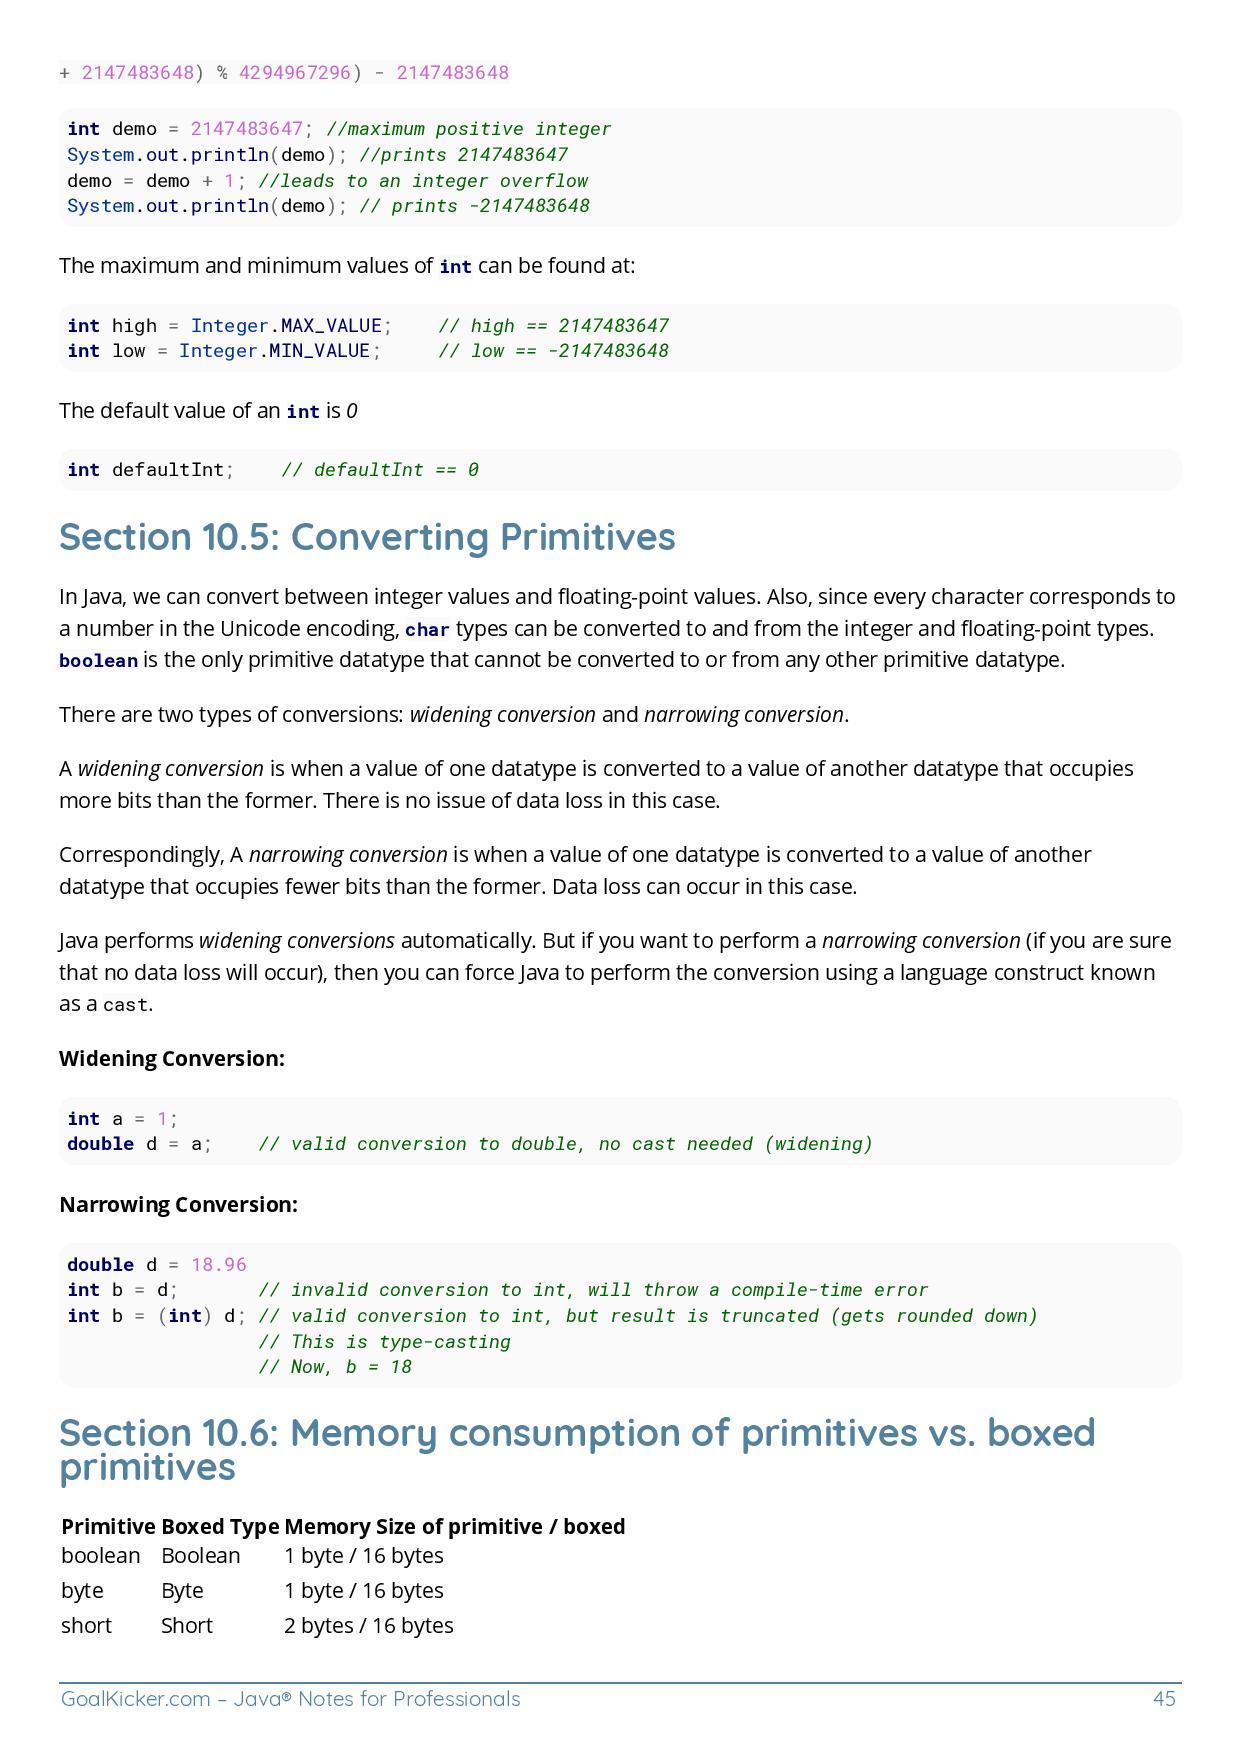 + 2147483648) % 4294967296) - 2147483648
int demo = 2147483647; //maximum positive integer
System.out.println(demo); //prints 2147483647
demo = demo + 1; //leads to an integer overflow
System.out.println(demo); // prints -2147483648
The maximum and minimum values of int can be found at:
int high = Integer.MAX_VALUE;    // high == 2147483647
int low = Integer.MIN_VALUE;     // low == -2147483648
The default value of an int is 0
int defaultInt;    // defaultInt == 0
Section 10.5: Converting Primitives
In Java, we can convert between integer values and floating-point values. Also, since every character corresponds to
a number in the Unicode encoding, char types can be converted to and from the integer and floating-point types.
boolean is the only primitive datatype that cannot be converted to or from any other primitive datatype.
There are two types of conversions: widening conversion and narrowing conversion.
A widening conversion is when a value of one datatype is converted to a value of another datatype that occupies
more bits than the former. There is no issue of data loss in this case.
Correspondingly, A narrowing conversion is when a value of one datatype is converted to a value of another
datatype that occupies fewer bits than the former. Data loss can occur in this case.
Java performs widening conversions automatically. But if you want to perform a narrowing conversion (if you are sure
that no data loss will occur), then you can force Java to perform the conversion using a language construct known
as a cast.
Widening Conversion:
int a = 1;
double d = a;    // valid conversion to double, no cast needed (widening)
Narrowing Conversion:
double d = 18.96
int b = d;       // invalid conversion to int, will throw a compile-time error
int b = (int) d; // valid conversion to int, but result is truncated (gets rounded down)
                 // This is type-casting
                 // Now, b = 18
Section 10.6: Memory consumption of primitives vs. boxed
primitives
Primitive Boxed Type Memory Size of primitive / boxed
boolean Boolean 1 byte / 16 bytes
byte Byte 1 byte / 16 bytes
short Short 2 bytes / 16 bytes
GoalKicker.com – Java® Notes for Professionals 45